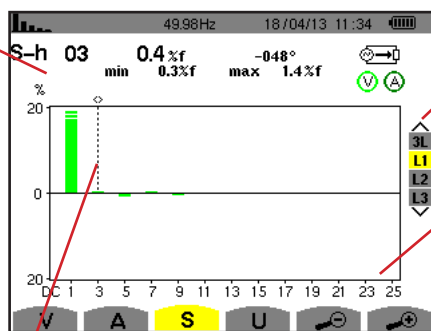 49.98Hz 18/04/13 11:34
S-h 03 0.4 %f -048°
min 0.3%f max 1.4%f
V A
%
20
0
20
3L
L1
L2
L3
DC 1 3 5 7 9 11 13 15 17 19 21 23 25
V A S U